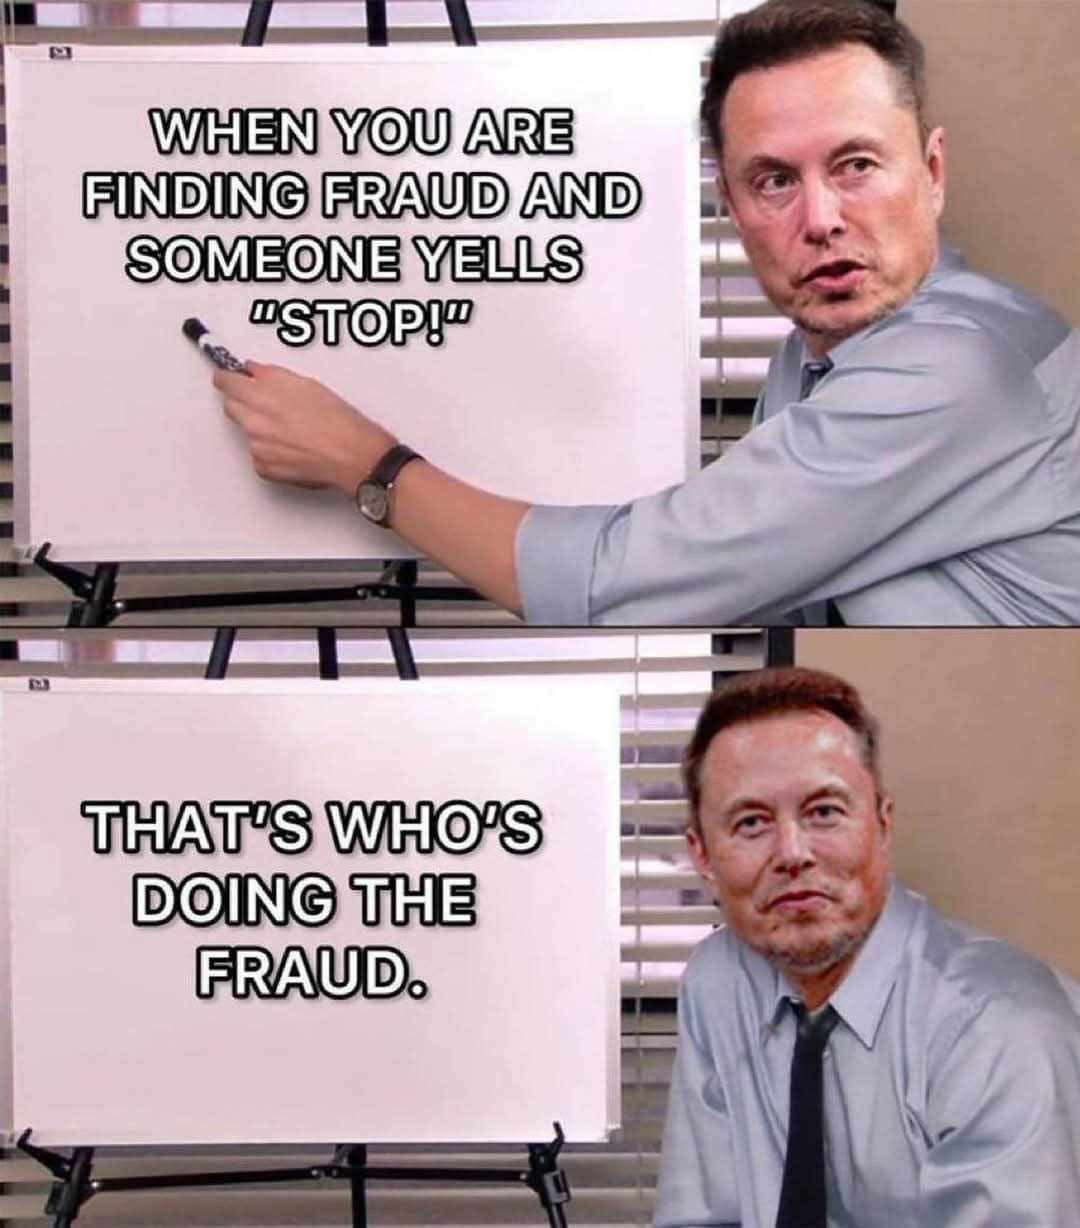 WHEN YOU ARE
FINDING FRAUD AND
SOMEONE YELLS
"STOP!"
THAT'S WHO'S
DOING THE
FRAUD.